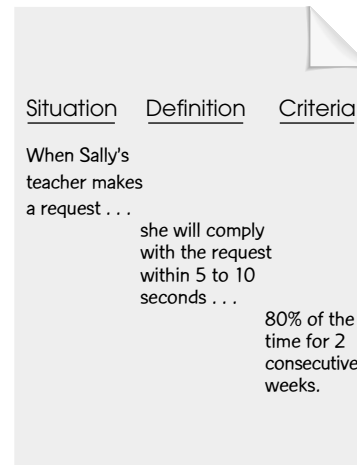 Situation Definition Criteria
When Sally's
teacher makes
a request . . .
she will comply
with the request
within 5 to 10
seconds . . .
80% of the
time for 2
consecutive
weeks.